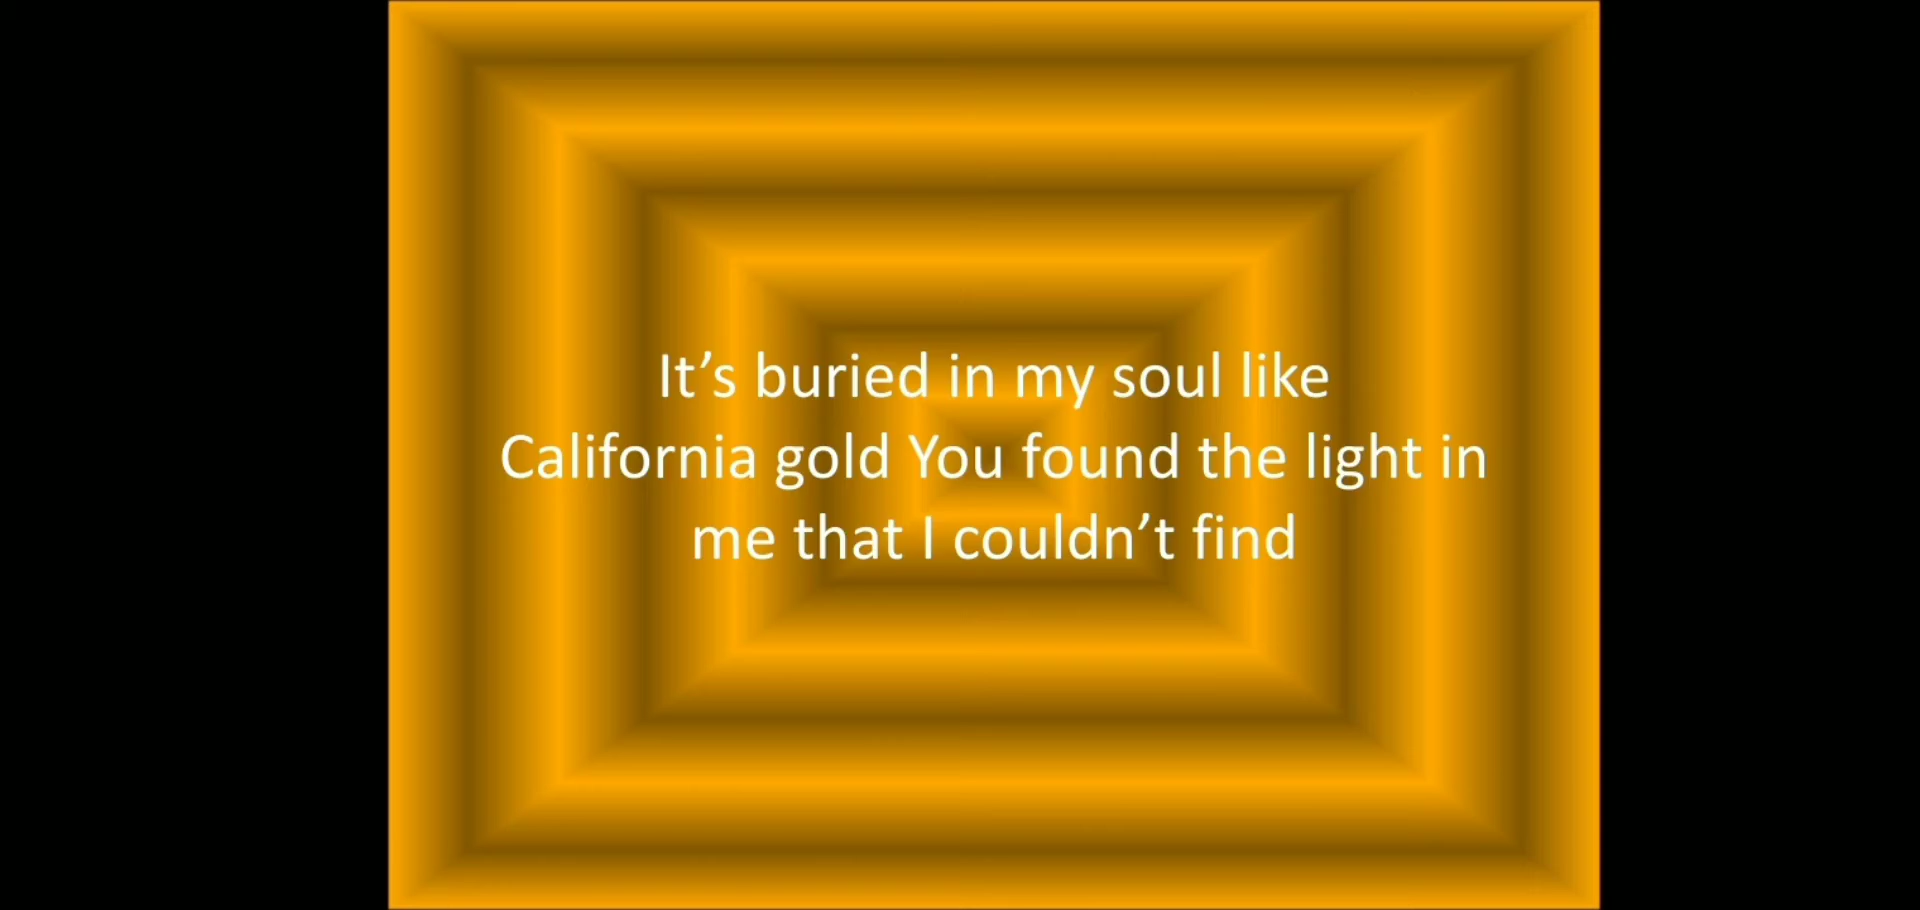 It’s buried in my soul like
California gold You found the light in
me that I couldn’t find